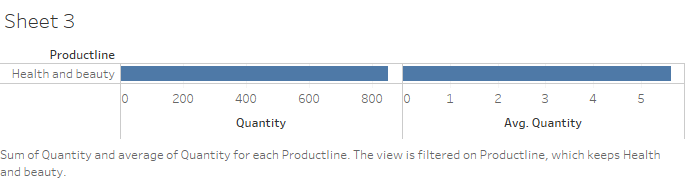 Sheet 3
Productline
Health and beauty
0 200 400 600 800 0 1 2 3 4 5
Quantity Avg. Quantity
Sum of Quantity and average of Quantity for each Productline. The view is filtered on Productline, which keeps Health
and beauty.